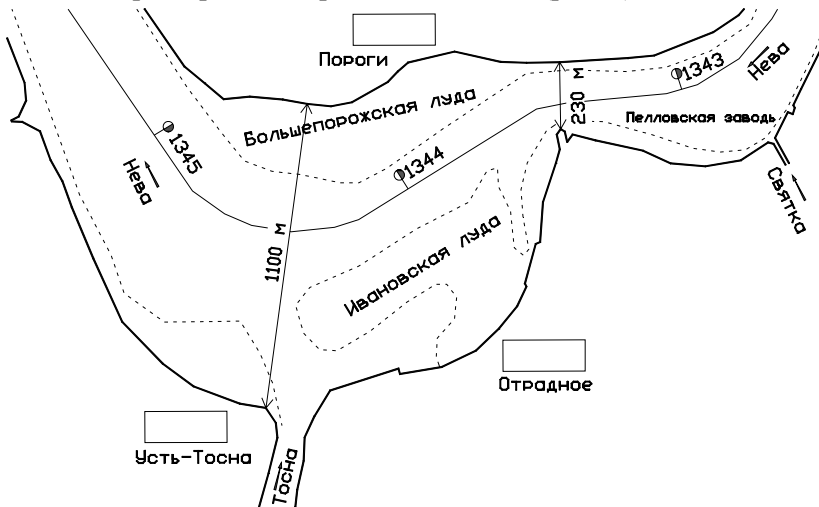 Пороги
Большепорожская луда
230 м
1343
Нева
Пелловская заводь
1345
1344
Нева
Святка
1100 м
Ивановская луда
Отрадное
Усть-Тосна
Тосна